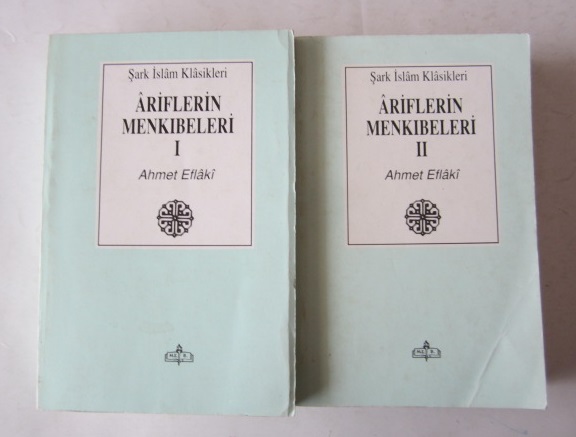 Şark İslâm Klâsikleri
ÂRİFLERİN
MENKIBELERİ
I
Ahmet Eflâkî
Şark İslâm Klâsikleri
ÂRİFLERİN
MENKIBELERİ
II
Ahmet Eflâkî